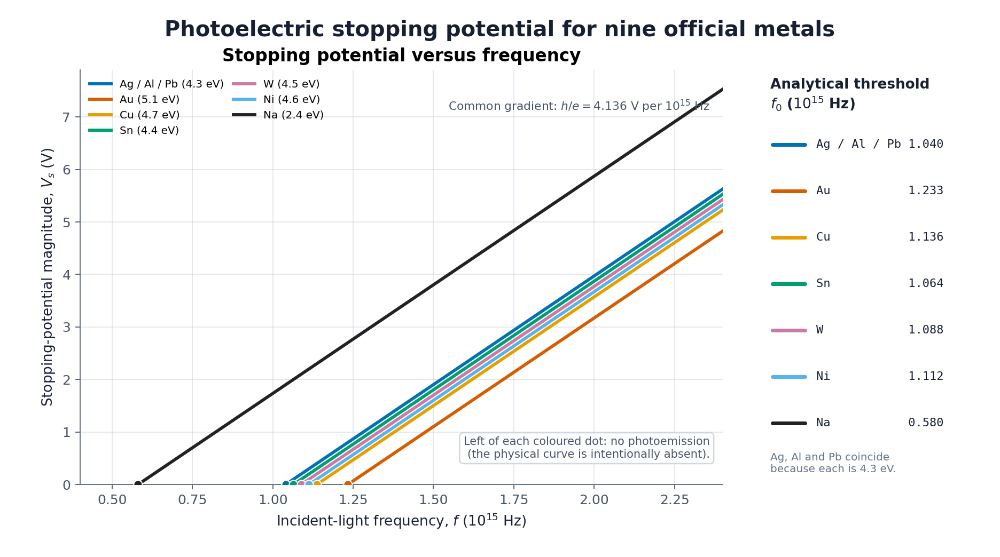 Photoelectric stopping potential for nine official metals
Stopping potential versus frequency
Ag / Al / Pb (4.3 eV)
Au (5.1 eV)
Cu (4.7 eV)
Sn (4.4 eV)
W (4.5 eV)
Ni (4.6 eV)
Na (2.4 eV)
Common gradient: h/e = 4.136 V per 10¹⁵ Hz
Stopping-potential magnitude, Vₛ (V)
7
6
5
4
3
2
1
0
Left of each coloured dot: no photoemission
(the physical curve is intentionally absent).
0.50 0.75 1.00 1.25 1.50 1.75 2.00 2.25
Incident-light frequency, f (10¹⁵ Hz)
Analytical threshold
f₀ (10¹⁵ Hz)
Ag / Al / Pb 1.040
Au 1.233
Cu 1.136
Sn 1.064
W 1.088
Ni 1.112
Na 0.580
Ag, Al and Pb coincide
because each is 4.3 eV.